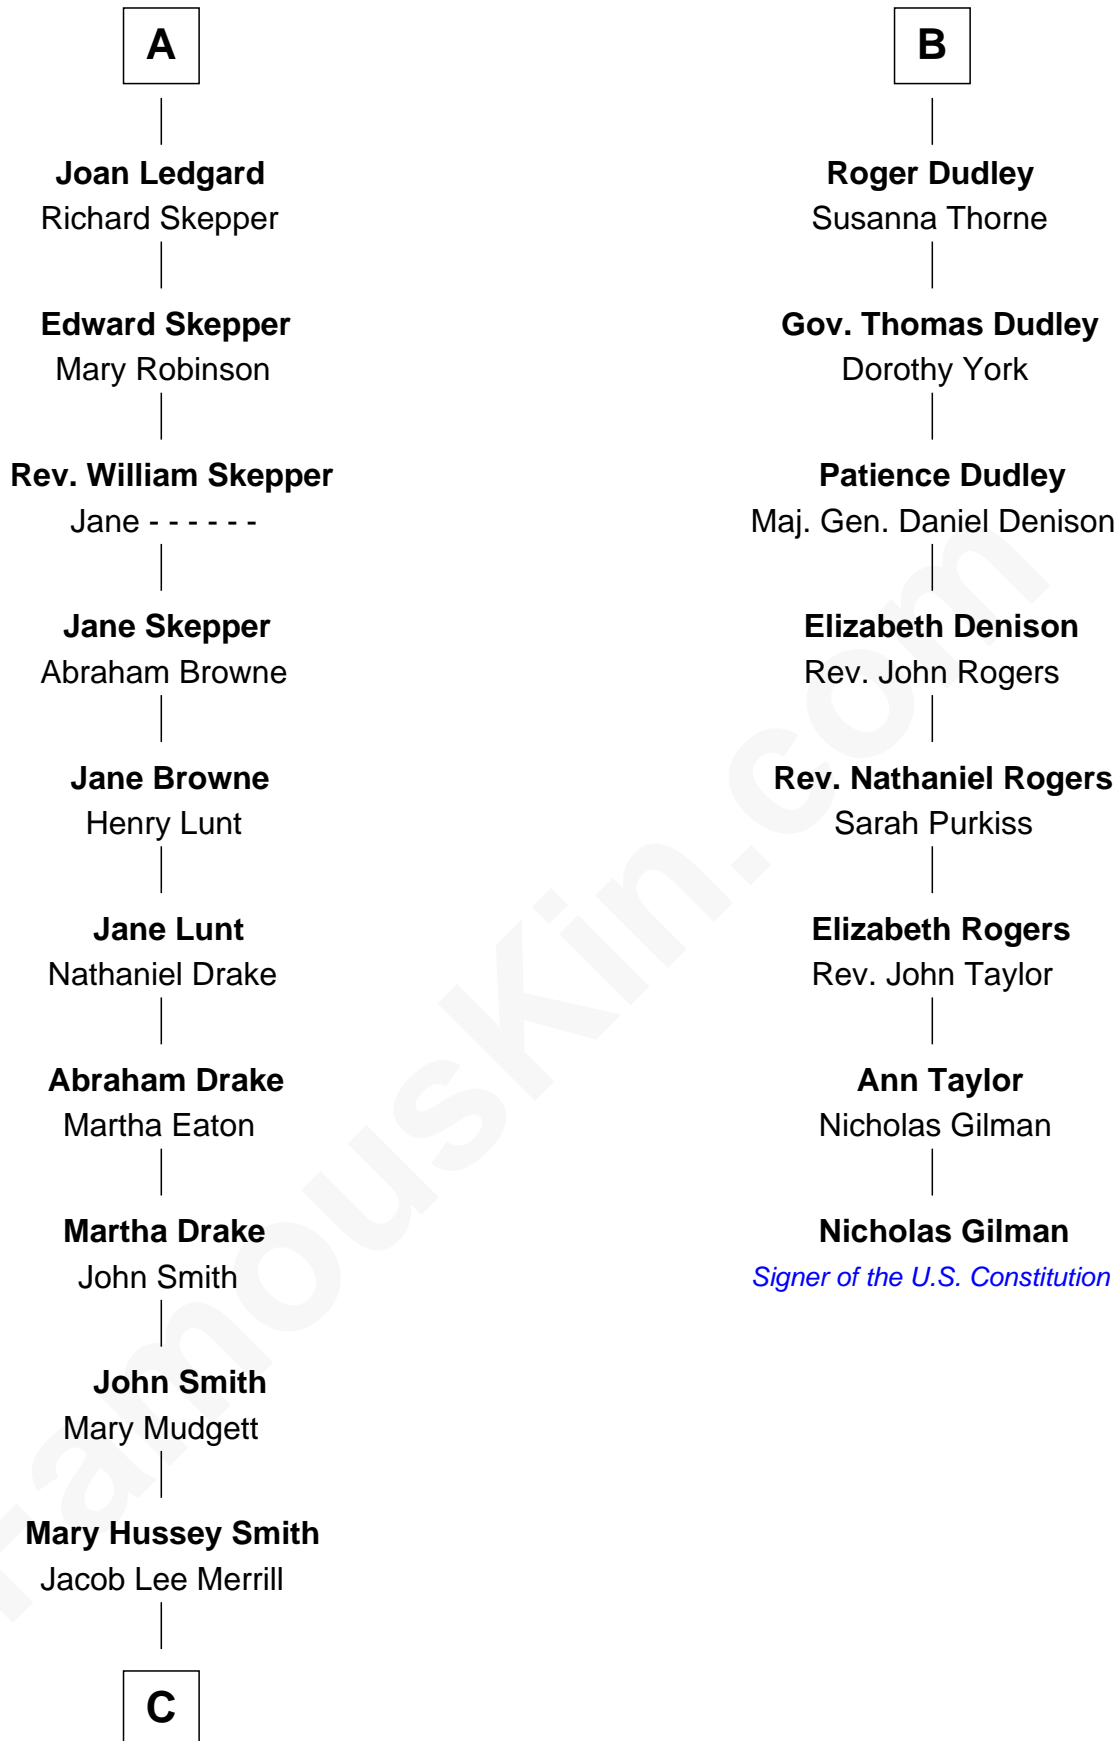 A
Joan Ledgard
Richard Skepper
Edward Skepper
Mary Robinson
Rev. William Skepper
Jane - - - - - -
Jane Skepper
Abraham Browne
Jane Browne
Henry Lunt
Jane Lunt
Nathaniel Drake
Abraham Drake
Martha Eaton
Martha Drake
John Smith
John Smith
Mary Mudgett
Mary Hussey Smith
Jacob Lee Merrill
C
B
Roger Dudley
Susanna Thorne
Gov. Thomas Dudley
Dorothy York
Patience Dudley
Maj. Gen. Daniel Denison
Elizabeth Denison
Rev. John Rogers
Rev. Nathaniel Rogers
Sarah Purkiss
Elizabeth Rogers
Rev. John Taylor
Ann Taylor
Nicholas Gilman
Nicholas Gilman
Signer of the U.S. Constitution
FamousKin.com